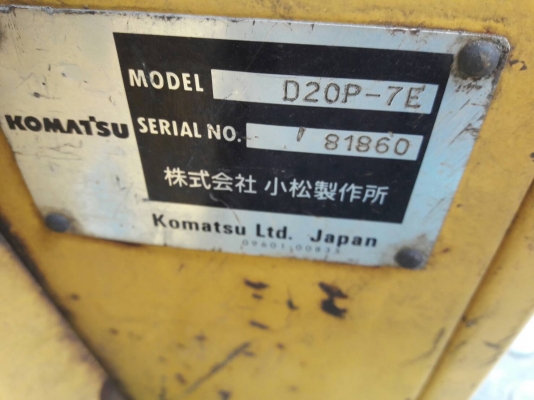 MODEL D20P-7E
KOMATSU
SERIAL NO. 81860
株式会社 小松製作所
Komatsu Ltd. Japan